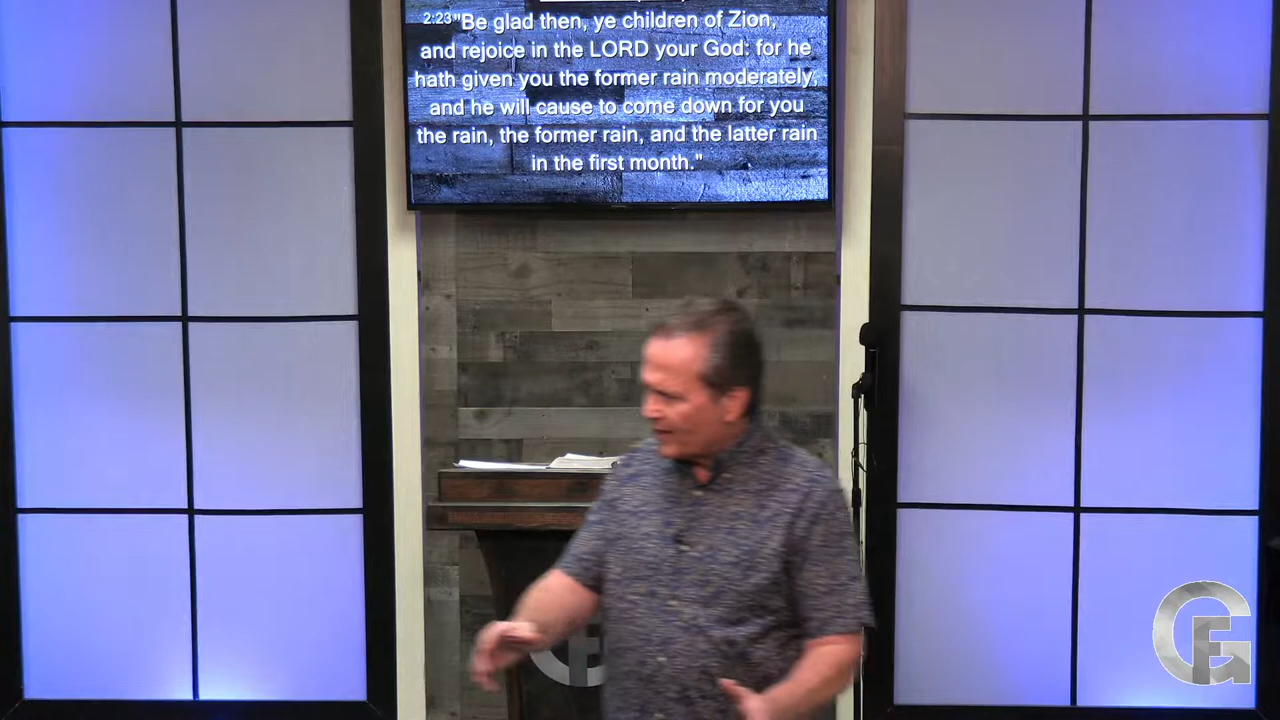 2:23"Be glad then, ye children of Zion,
and rejoice in the LORD your God: for he
hath given you the former rain moderately,
and he will cause to come down for you
the rain, the former rain, and the latter rain
in the first month."
GF